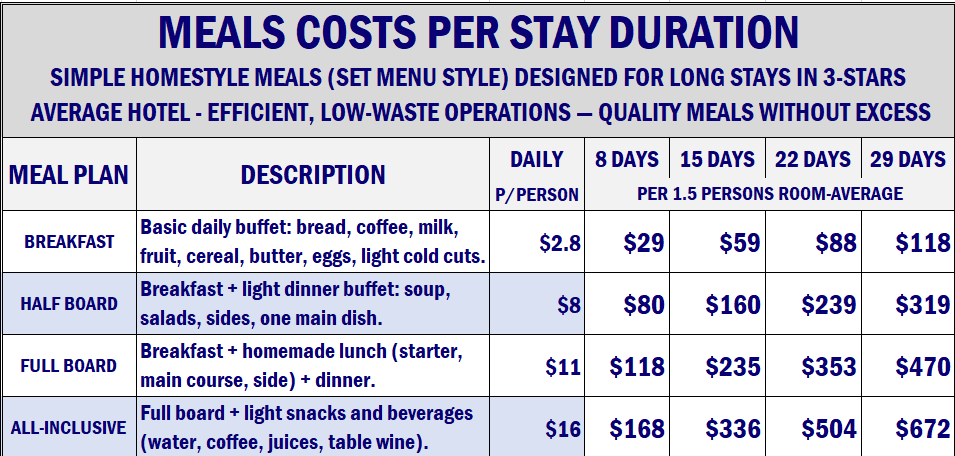 MEALS COSTS PER STAY DURATION
SIMPLE HOMESTYLE MEALS (SET MENU STYLE) DESIGNED FOR LONG STAYS IN 3-STARS
AVERAGE HOTEL - EFFICIENT, LOW-WASTE OPERATIONS — QUALITY MEALS WITHOUT EXCESS
MEAL PLAN
DESCRIPTION
DAILY
P/PERSON
8 DAYS 15 DAYS 22 DAYS 29 DAYS
PER 1.5 PERSONS ROOM-AVERAGE
BREAKFAST
Basic daily buffet: bread, coffee, milk,
fruit, cereal, butter, eggs, light cold cuts.
$2.8 $29 $59 $88 $118
HALF BOARD
Breakfast + light dinner buffet: soup,
salads, sides, one main dish.
$8 $80 $160 $239 $319
FULL BOARD
Breakfast + homemade lunch (starter,
main course, side) + dinner.
$11 $118 $235 $353 $470
ALL-INCLUSIVE
Full board + light snacks and beverages
(water, coffee, juices, table wine).
$16 $168 $336 $504 $672